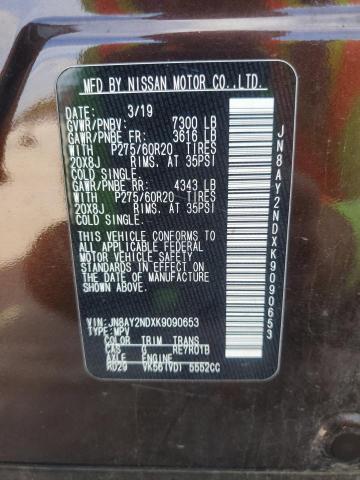 MFD BY NISSAN MOTOR CO.,LTD.
DATE: 3/19
GVWR/PNBV: 7300 LB
GAWR/PNBE FR: 3616 LB
WITH P275/60R20 TIRES
20X8J RIMS, AT 35PSI
COLD SINGLE,
GAWR/PNBE RR: 4343 LB
WITH P275/60R20 TIRES
20X8J RIMS, AT 35PSI
COLD SINGLE,
THIS VEHICLE CONFORMS TO
ALL APPLICABLE FEDERAL
MOTOR VEHICLE SAFETY
STANDARDS IN EFFECT ON
THE DATE OF MANUFACTURE
SHOWN ABOVE.
VIN: JN8AY2NDXK9090653
TYPE: MPV
COLOR TRIM TRANS
CAS G RE7R01B
AXLE ENGINE
RD29 VK56(VD) 5552CC
JN8AY2NDXK9090653